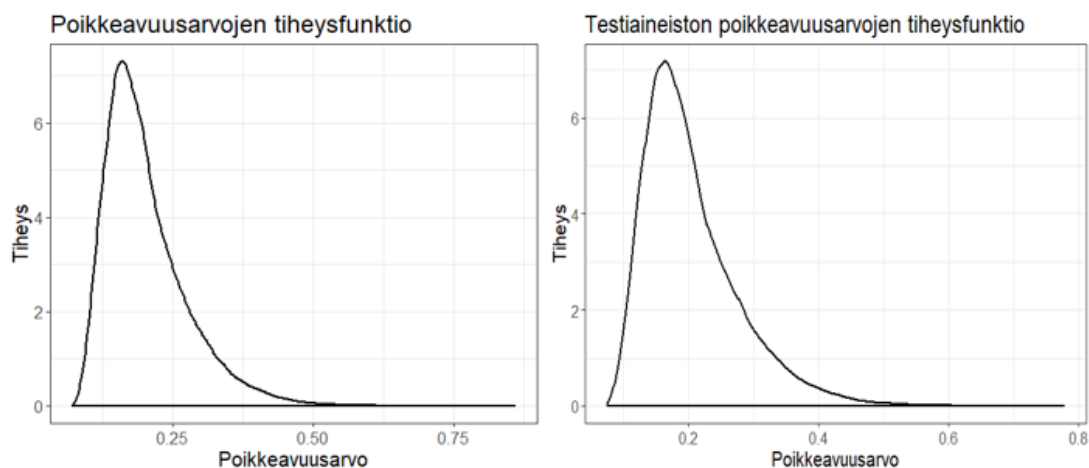 Poikkeavuusarvojen tiheysfunktio
Tiheys
6
4
2
0
0.25 0.50 0.75
Poikkeavuusarvo
Testiaineiston poikkeavuusarvojen tiheysfunktio
Tiheys
6
4
2
0
0.2 0.4 0.6 0.8
Poikkeavuusarvo